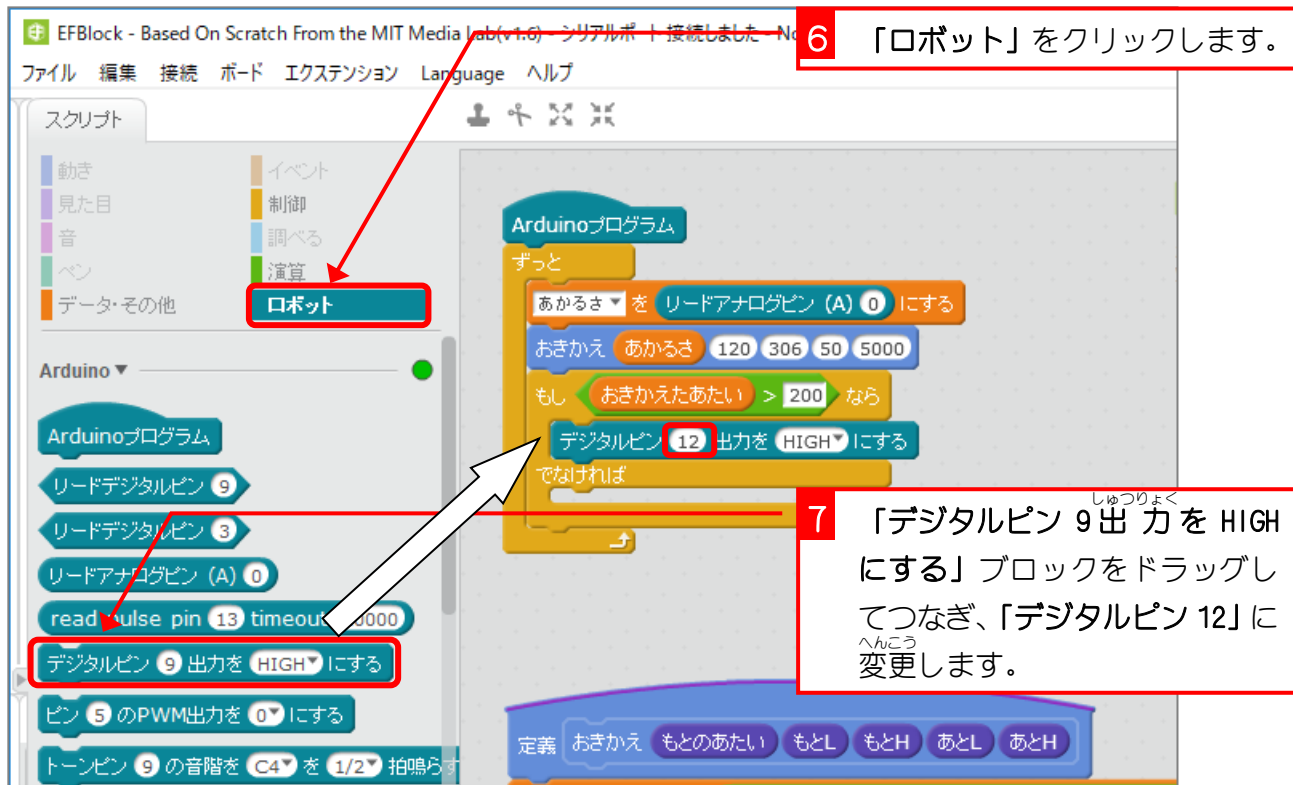 EFBlock - Based On Scratch From the MIT Media Lab(v1.6) - シリアルポート 接続しました - No
6 「ロボット」をクリックします。
ファイル 編集 接続 ボード エクステンション Language ヘルプ
スクリプト
動き イベント
見た目 制御
音 調べる
ペン 演算
データ・その他 ロボット
Arduino▼
Arduinoプログラム
リードデジタルピン 9
リードデジタルピン 3
リードアナログピン (A) 0
read pulse pin 13 timeout
デジタルピン 9 出力を HIGH▼ にする
ピン 5 のPWM出力を 0▼ にする
トーンピン 9 の音階を C4▼ を 1/2▼ 拍鳴らす
Arduinoプログラム
ずっと
あかるさ▼ を リードアナログピン (A) 0 にする
おきかえ あかるさ 120 306 50 5000
もし おきかえたあたい > 200 なら
デジタルピン 12 出力を HIGH▼ にする
でなければ
しゅつりょく
7 「デジタルピン 9出力を HIGH
にする」ブロックをドラッグし
てつなぎ、「デジタルピン 12」に
へんこう
変更します。
定義 おきかえ もとのあたい もとL もとH あとL あとH